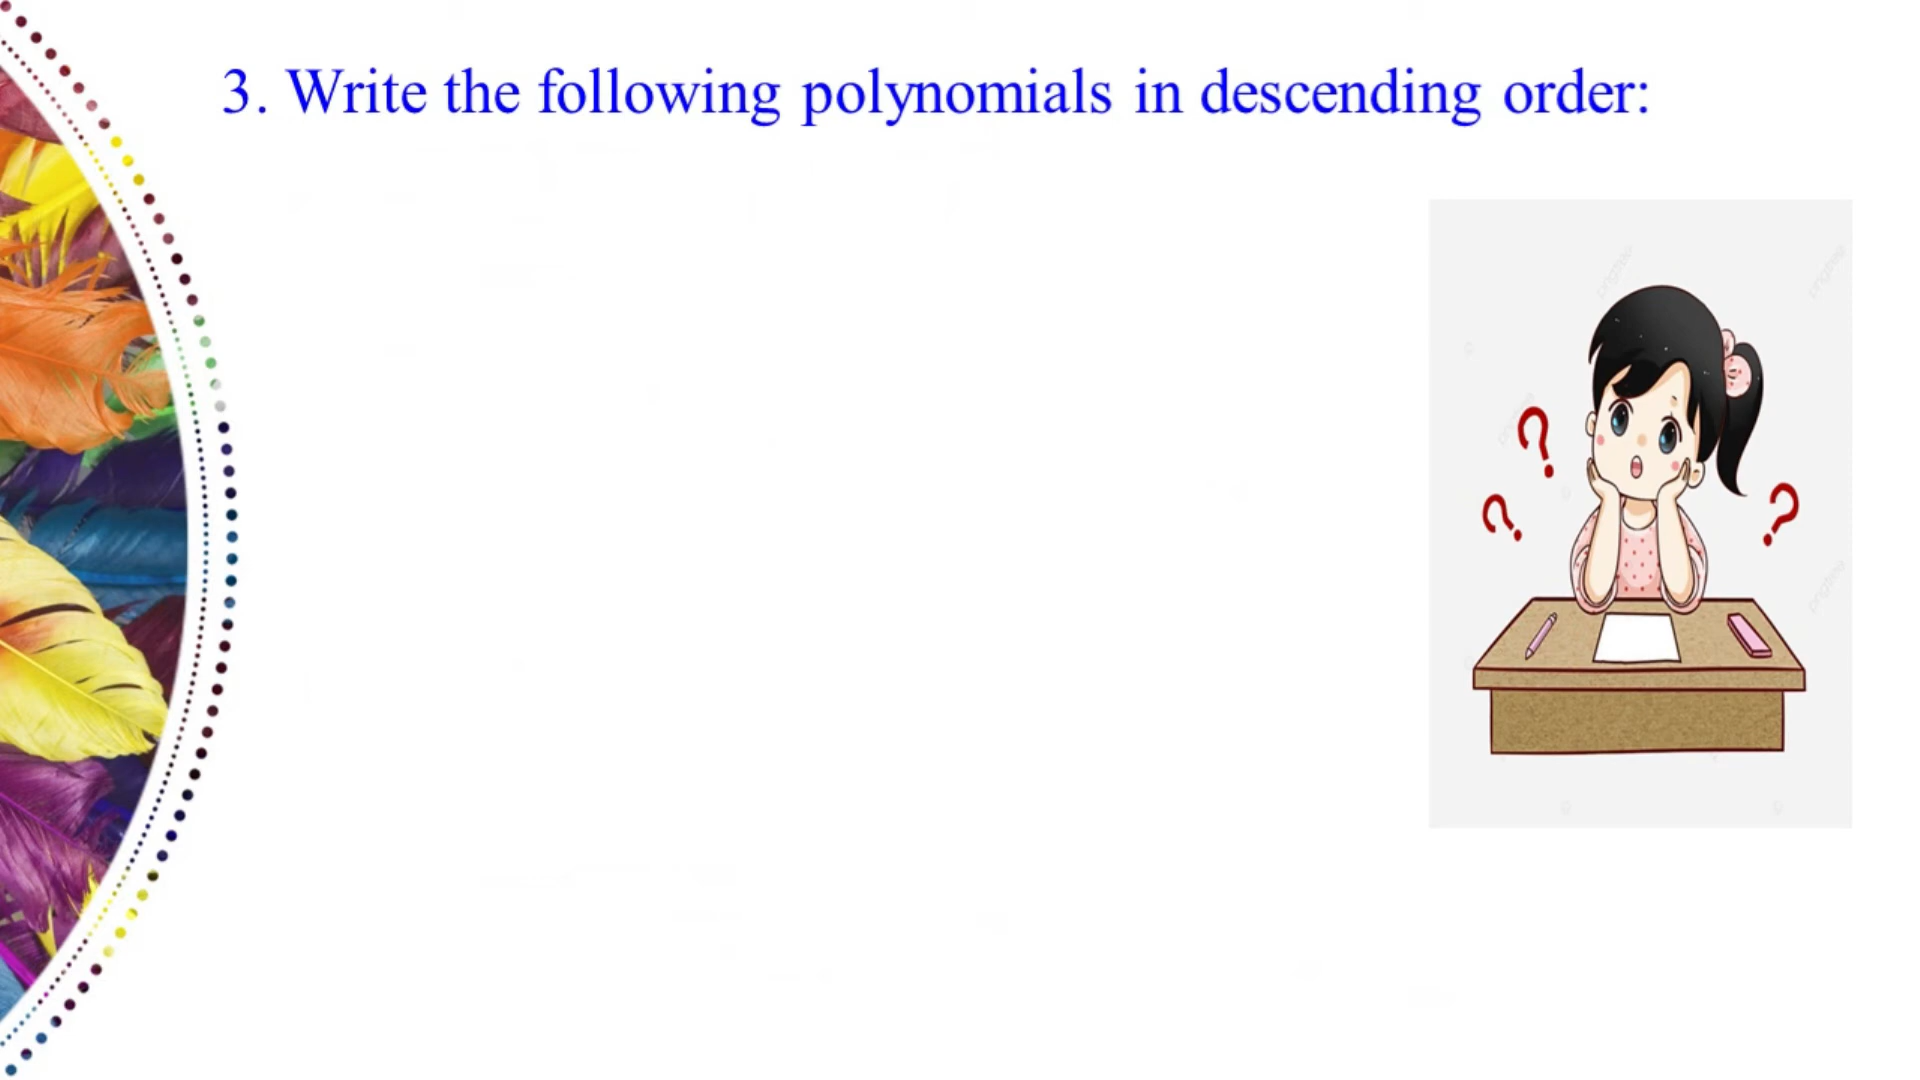 3. Write the following polynomials in descending order: